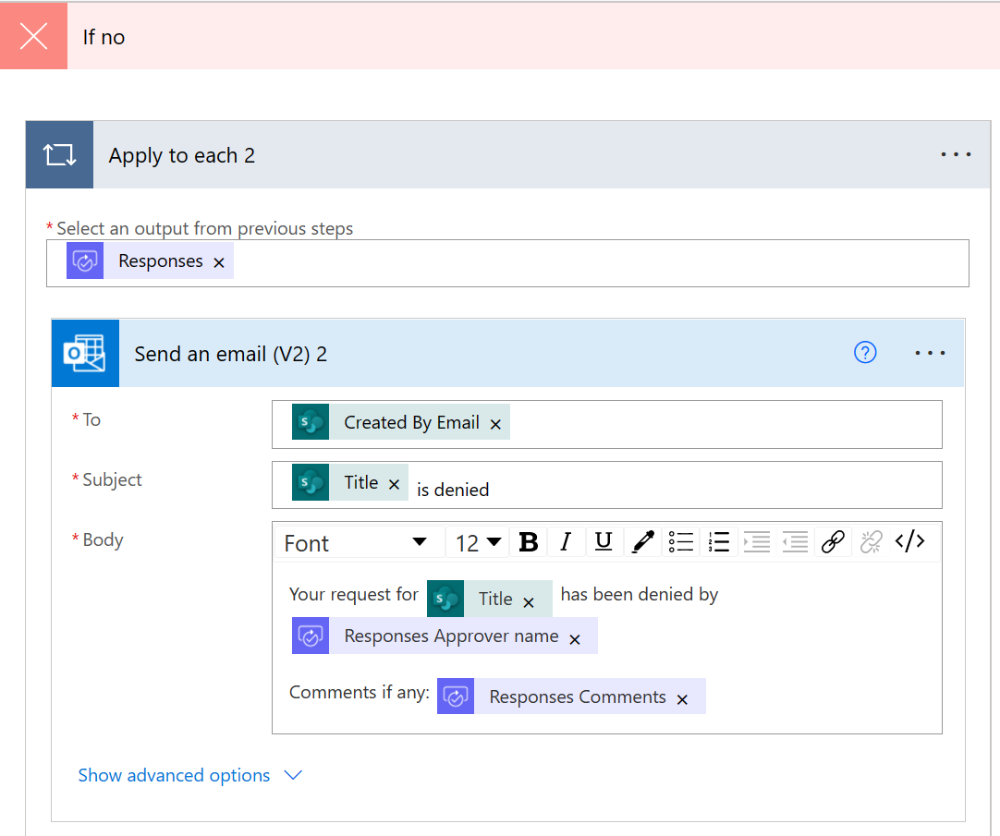 If no
Apply to each 2
* Select an output from previous steps
Responses
Send an email (V2) 2
* To
Created By Email
* Subject
Title is denied
* Body
Font 12 B I U
Your request for Title has been denied by
Responses Approver name
Comments if any: Responses Comments
Show advanced options